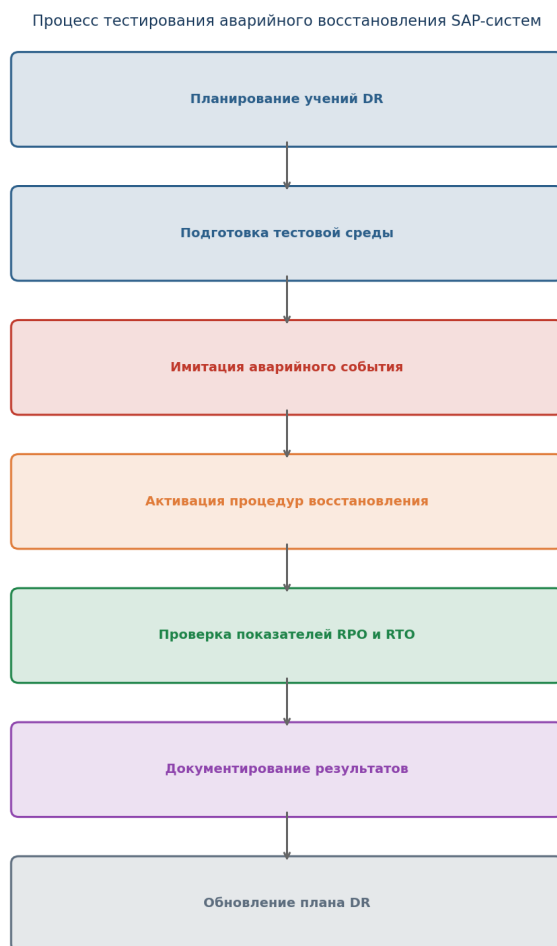 Процесс тестирования аварийного восстановления SAP-систем
Планирование учений DR
Подготовка тестовой среды
Имитация аварийного события
Активация процедур восстановления
Проверка показателей RPO и RTO
Документирование результатов
Обновление плана DR